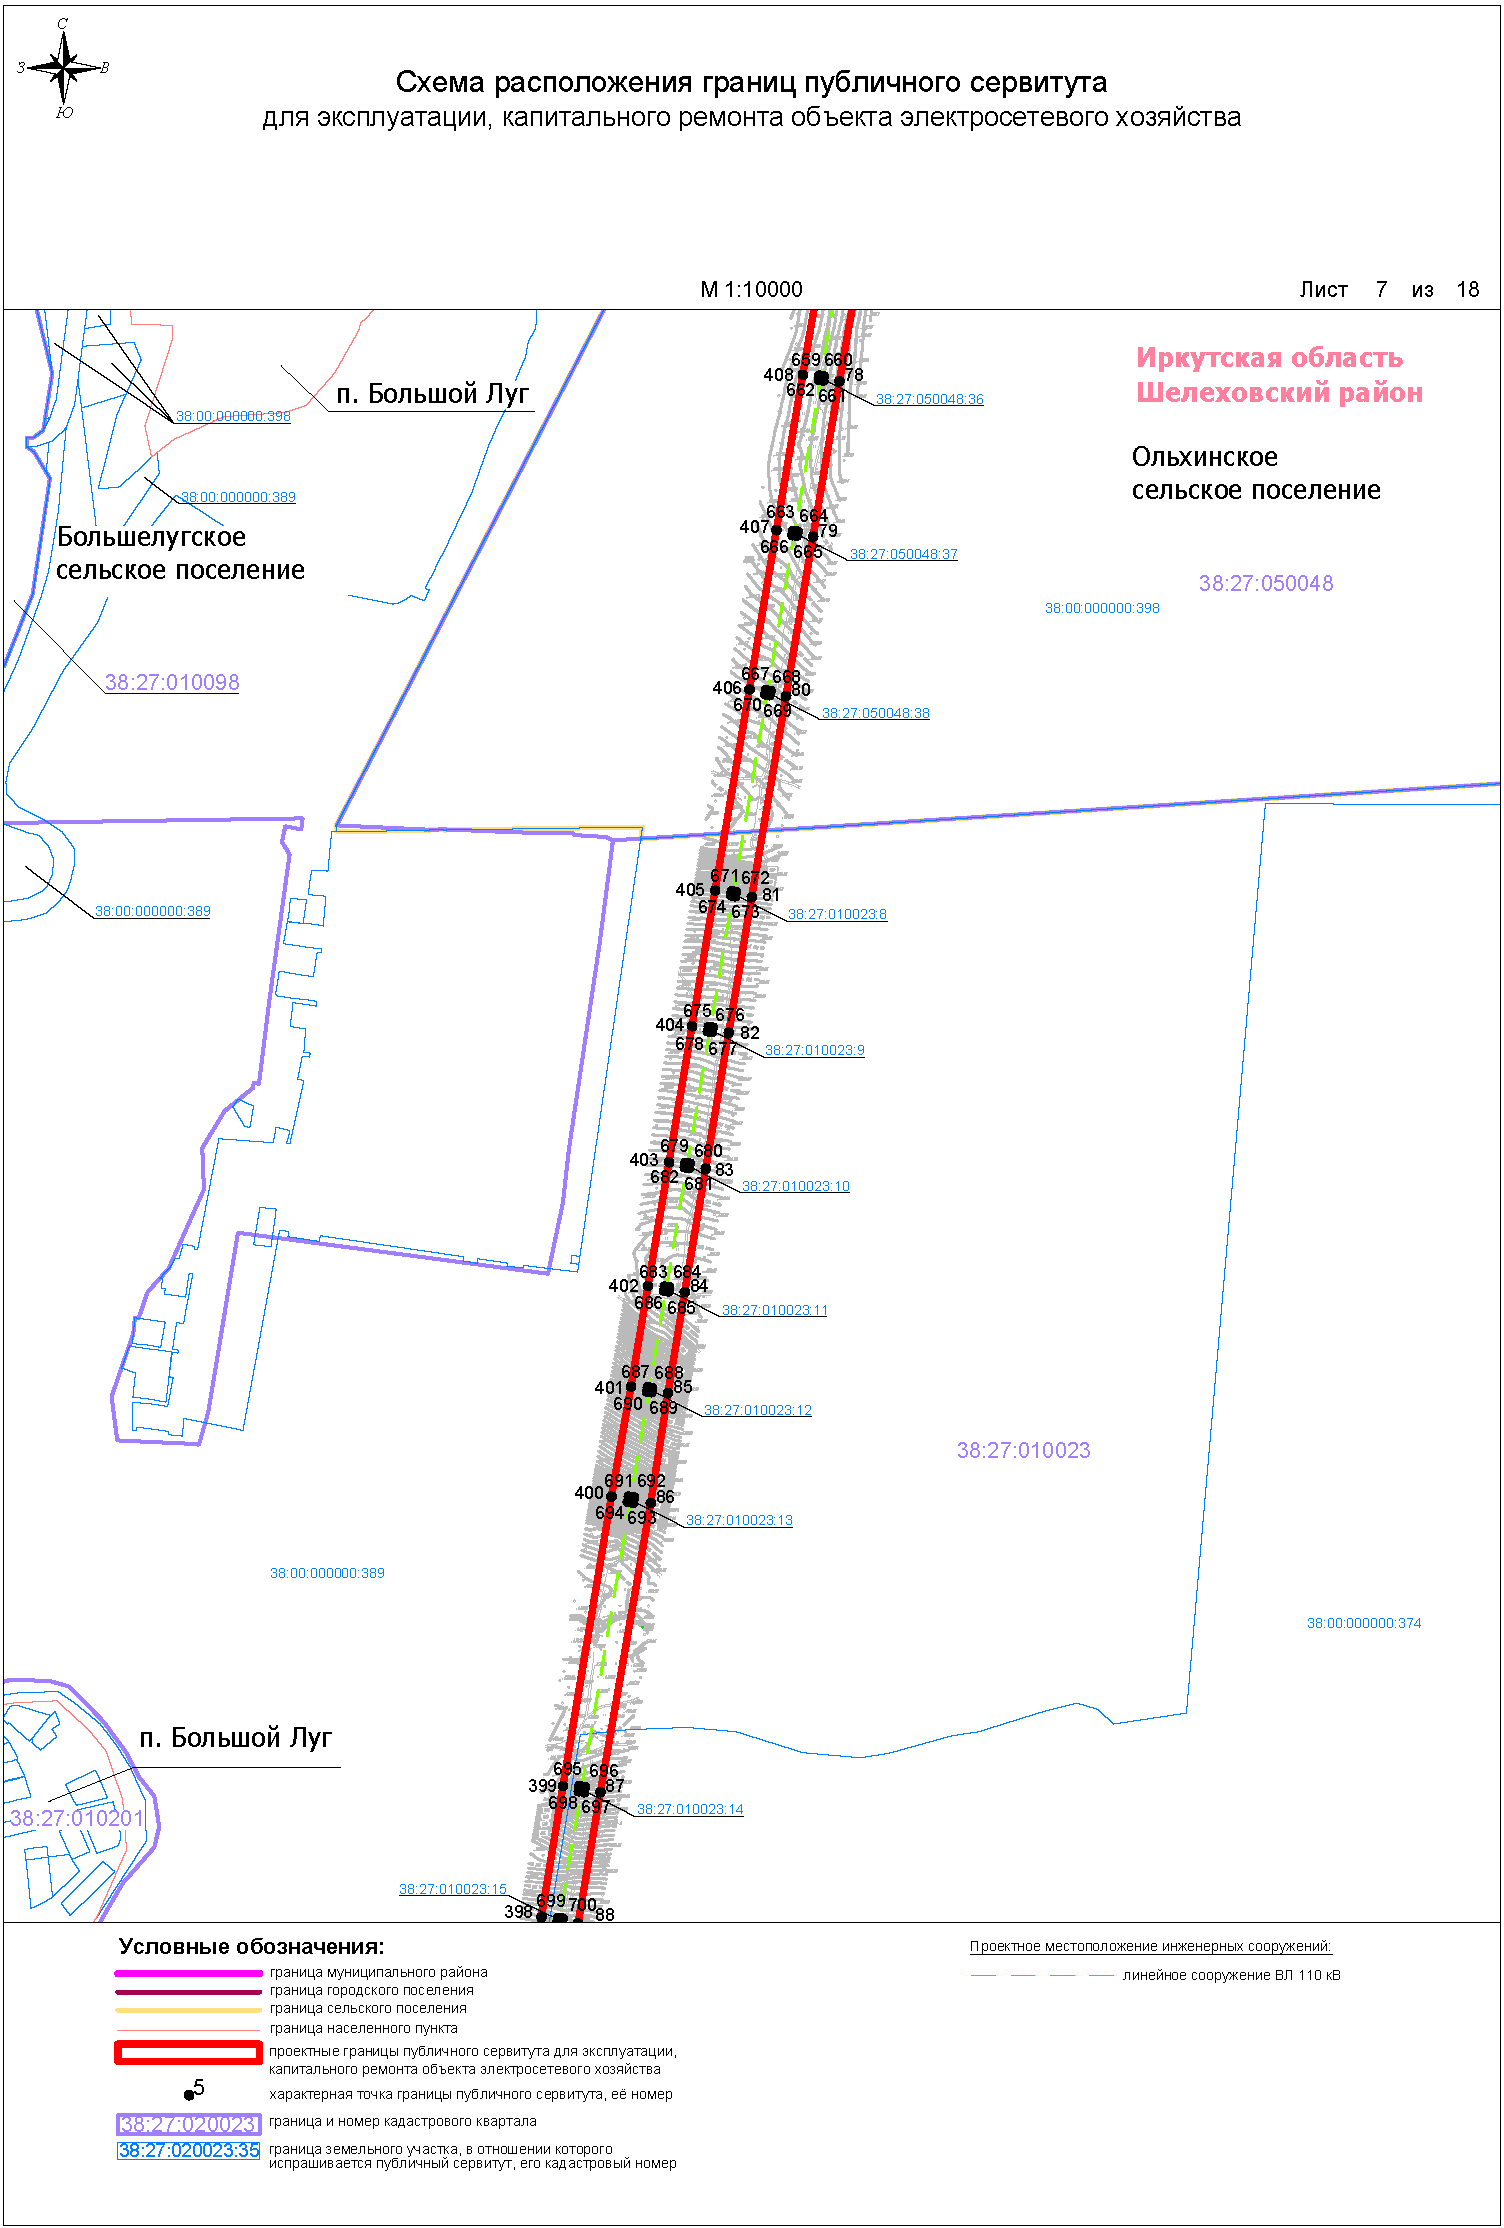 С
З В
Ю
Схема расположения границ публичного сервитута
для эксплуатации, капитального ремонта объекта электросетевого хозяйства
М 1:10000
Лист 7 из 18
Иркутская область
Шелеховский район
659 660
408 78
662 661
38:27:050048:36
п. Большой Луг
38:00:000000:398
Ольхинское
сельское поселение
38:00:000000:389
663 664
407 79
666 665
38:27:050048:37
Большелугское
сельское поселение
38:27:050048
38:00:000000:398
38:27:010098
667 668
406 80
670 669
38:27:050048:38
671 672
405 81
674 673
38:27:010023:8
38:00:000000:389
675 676
404 82
678 677
38:27:010023:9
679 680
403 83
682 681
38:27:010023:10
683 684
402 84
686 685
38:27:010023:11
687 688
401 85
690 689
38:27:010023:12
38:27:010023
691 692
400 86
694 693
38:27:010023:13
38:00:000000:389
38:00:000000:374
п. Большой Луг
695 696
399 87
698 697
38:27:010023:14
38:27:010201
38:27:010023:15
699 700
398 88
Условные обозначения:
граница муниципального района
граница городского поселения
граница сельского поселения
граница населенного пункта
проектные границы публичного сервитута для эксплуатации,
капитального ремонта объекта электросетевого хозяйства
5
характерная точка границы публичного сервитута, её номер
38:27:020023
граница и номер кадастрового квартала
38:27:020023:35
граница земельного участка, в отношении которого
испрашивается публичный сервитут, его кадастровый номер
Проектное местоположение инженерных сооружений:
линейное сооружение ВЛ 110 кВ